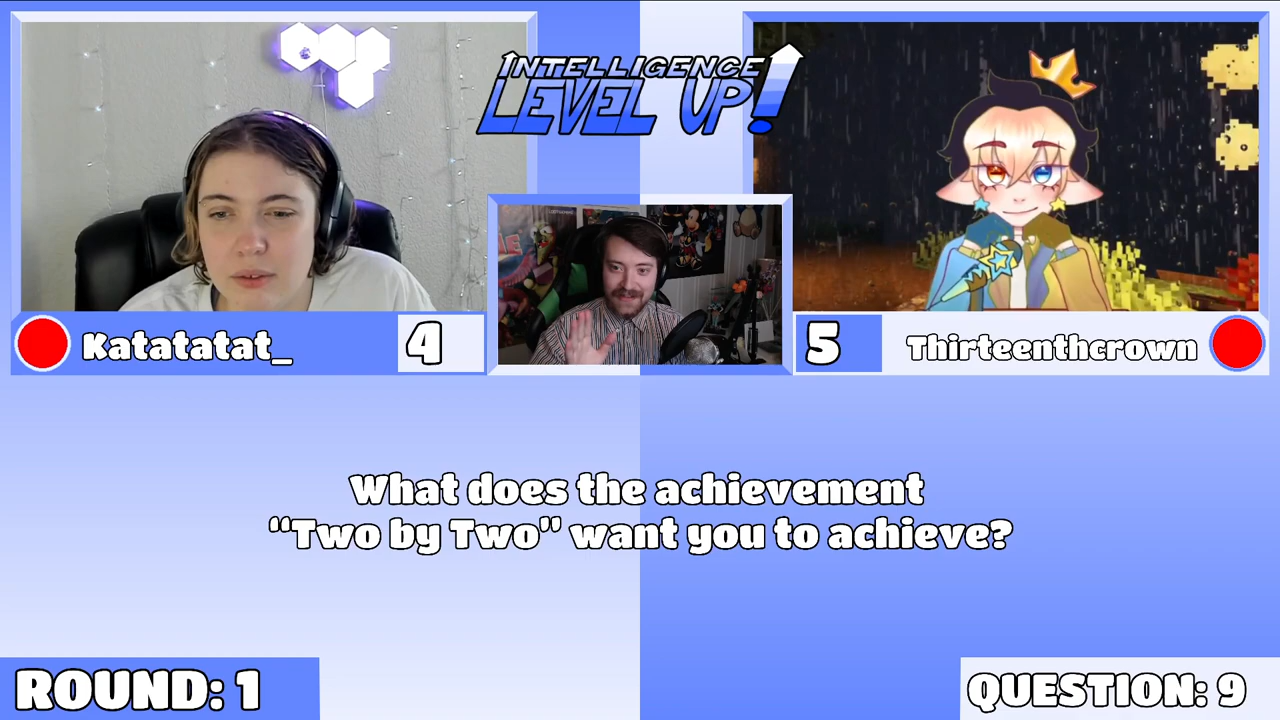 INTELLIGENCE
LEVEL UP!
Katatatat_
4
5
Thirteenthcrown
What does the achievement
“Two by Two” want you to achieve?
ROUND: 1
QUESTION: 9